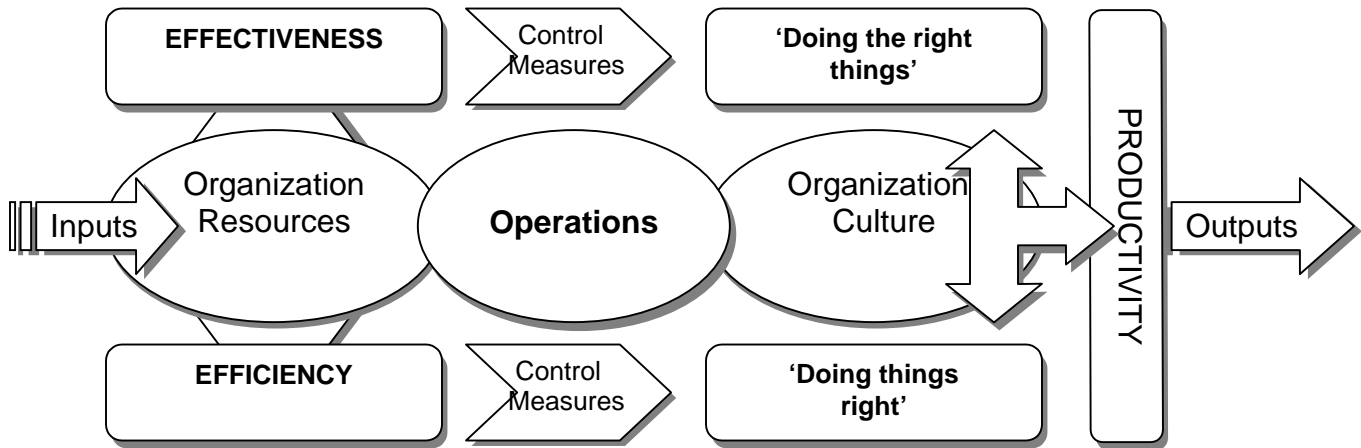 EFFECTIVENESS
Control
Measures
‘Doing the right
things’
Inputs
Organization
Resources
Operations
Organization
Culture
PRODUCTIVITY
Outputs
EFFICIENCY
Control
Measures
‘Doing things
right’